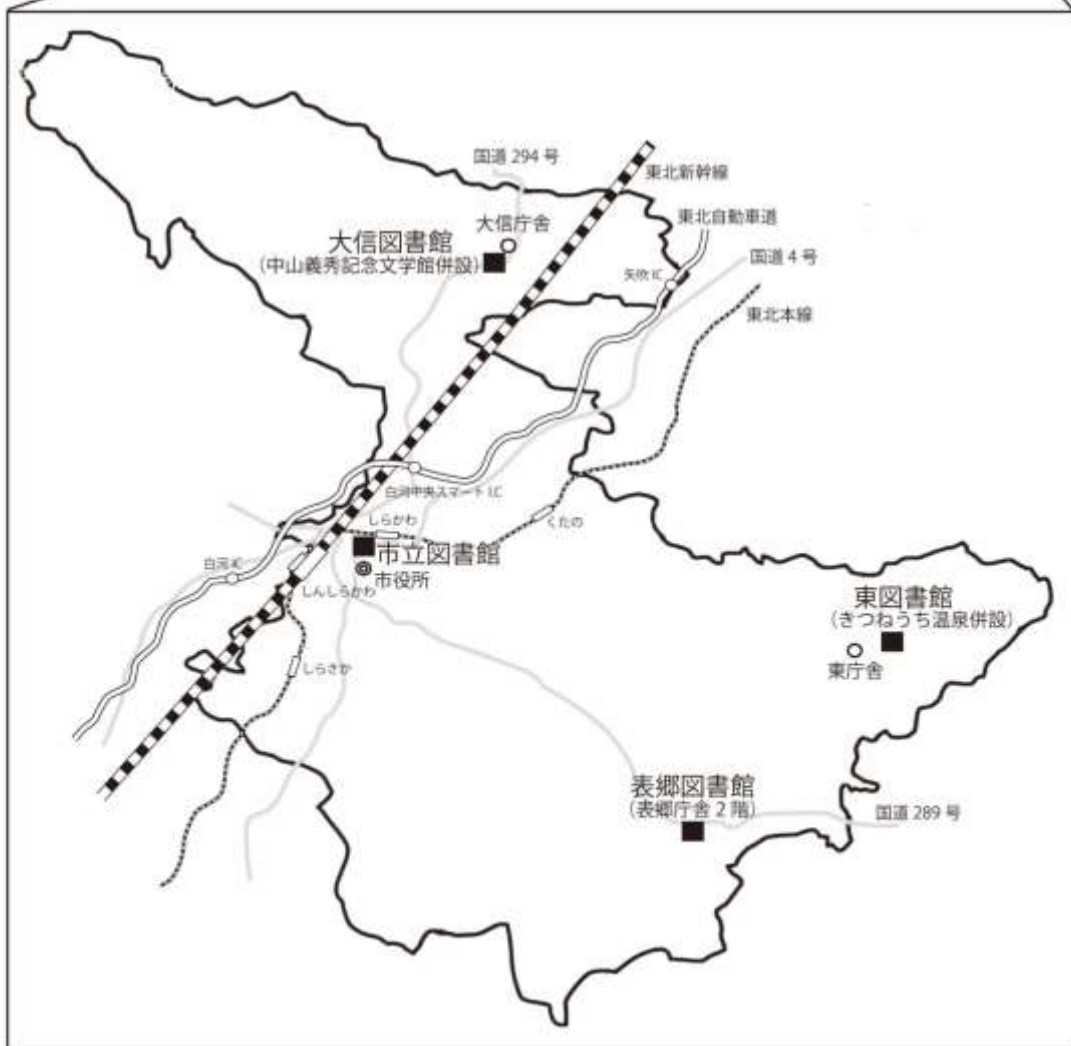 国道 294 号
東北新幹線
大信庁舎
東北自動車道
大信図書館
(中山義秀記念文学館併設)
国道 4 号
矢吹 IC
東北本線
白河中央スマート I.C
しらかわ
くたの
市立図書館
白河 IC
市役所
しんしらかわ
東図書館
(きつねうち温泉併設)
東庁舎
しらさか
表郷図書館
(表郷庁舎 2 階)
国道 289 号